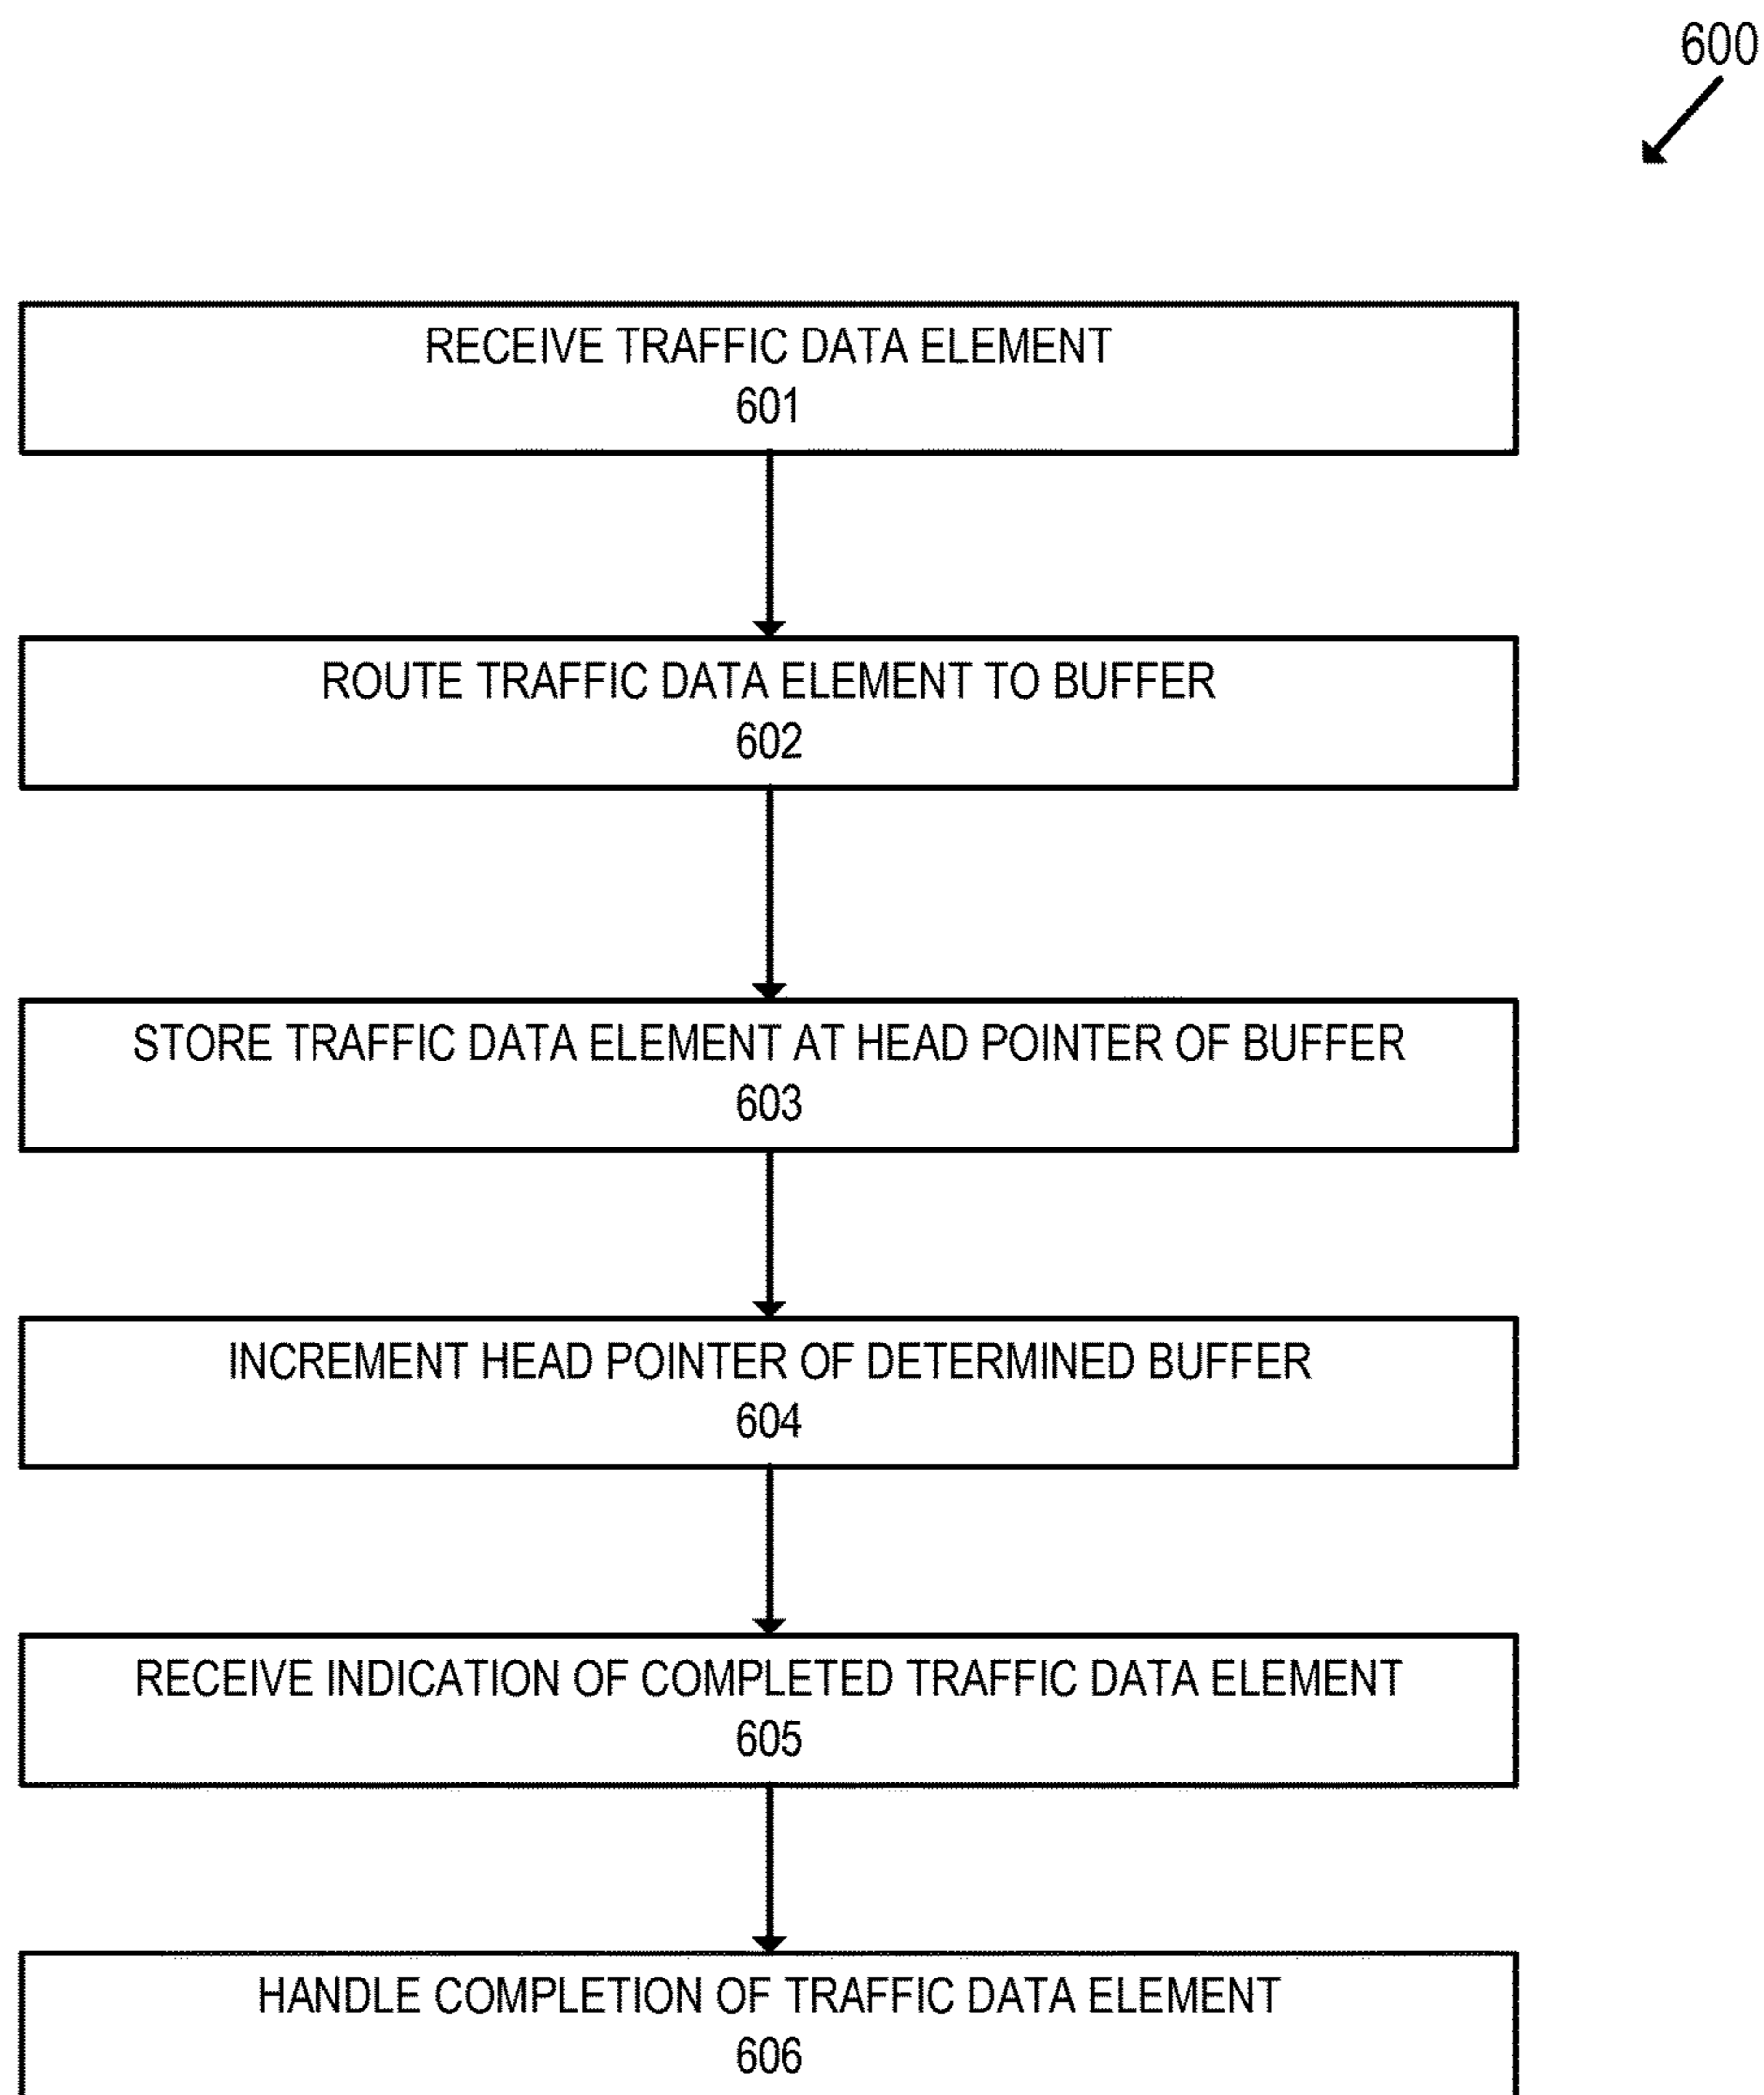 600
RECEIVE TRAFFIC DATA ELEMENT
601
ROUTE TRAFFIC DATA ELEMENT TO BUFFER
602
STORE TRAFFIC DATA ELEMENT AT HEAD POINTER OF BUFFER
603
INCREMENT HEAD POINTER OF DETERMINED BUFFER
604
RECEIVE INDICATION OF COMPLETED TRAFFIC DATA ELEMENT
605
HANDLE COMPLETION OF TRAFFIC DATA ELEMENT
606